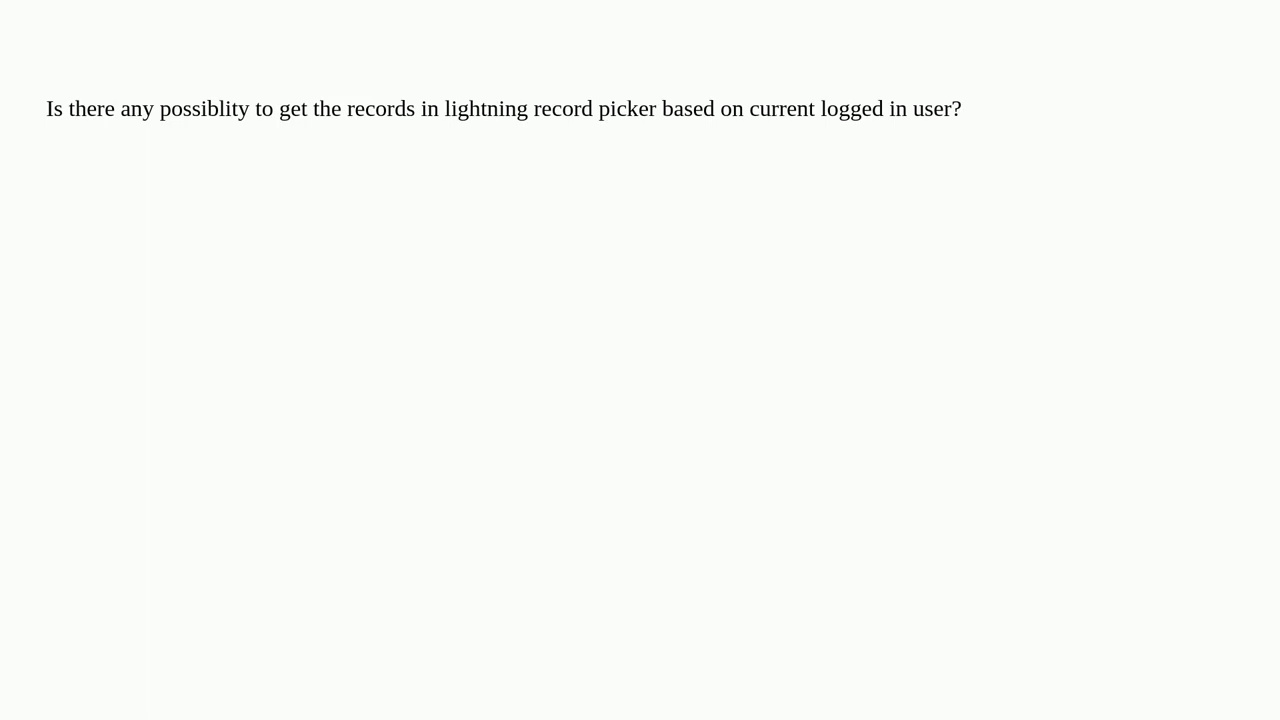 Is there any possiblity to get the records in lightning record picker based on current logged in user?